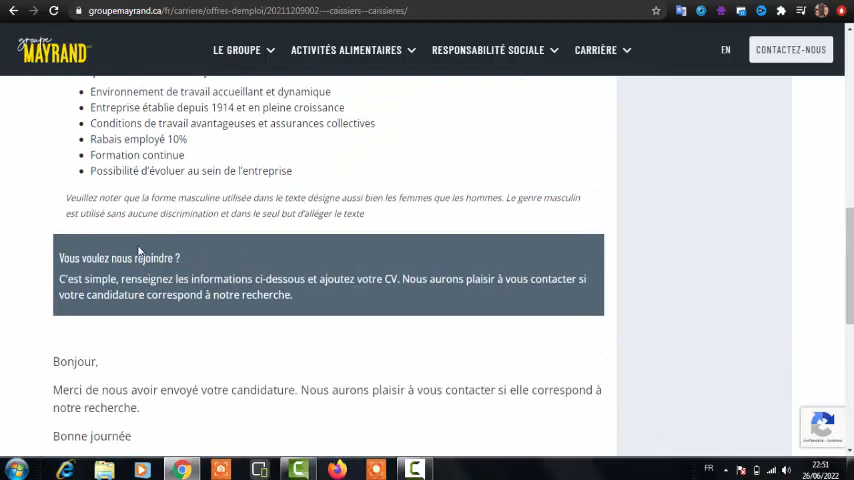 groupemayrand.ca/fr/carriere/offres-demploi/20211209002---caissiers--caissieres/
groupe
MAYRAND
LE GROUPE
ACTIVITÉS ALIMENTAIRES
RESPONSABILITÉ SOCIALE
CARRIÈRE
EN
CONTACTEZ-NOUS
Environnement de travail accueillant et dynamique
Entreprise établie depuis 1914 et en pleine croissance
Conditions de travail avantageuses et assurances collectives
Rabais employé 10%
Formation continue
Possibilité d'évoluer au sein de l'entreprise
Veuillez noter que la forme masculine utilisée dans le texte désigne aussi bien les femmes que les hommes. Le genre masculin
est utilisé sans aucune discrimination et dans le seul but d'alléger le texte
Vous voulez nous rejoindre ?
C'est simple, renseignez les informations ci-dessous et ajoutez votre CV. Nous aurons plaisir à vous contacter si
votre candidature correspond à notre recherche.
Bonjour,
Merci de nous avoir envoyé votre candidature. Nous aurons plaisir à vous contacter si elle correspond à
notre recherche.
Bonne journée
FR
22:51
26/06/2022